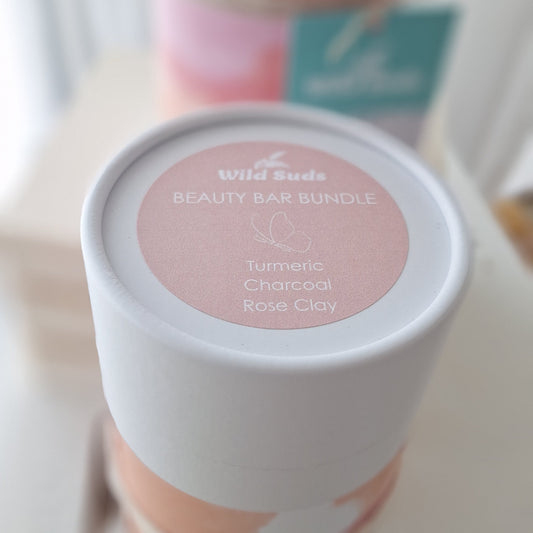 Wild Suds
BEAUTY BAR BUNDLE
Turmeric
Charcoal
Rose Clay